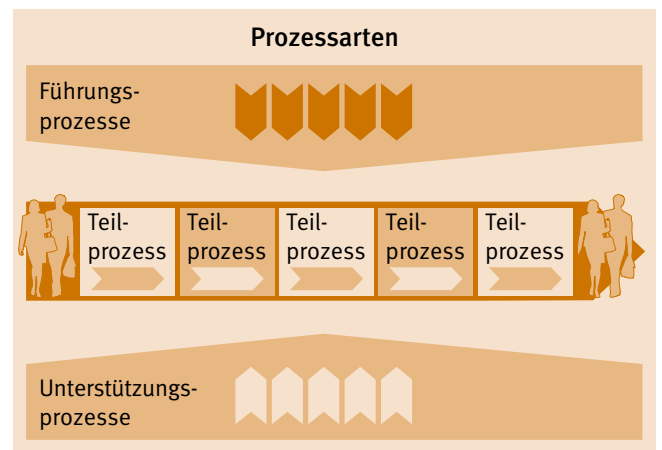 Prozessarten
Führungs-
prozesse
Teil-
prozess
Teil-
prozess
Teil-
prozess
Teil-
prozess
Teil-
prozess
Unterstützungs-
prozesse